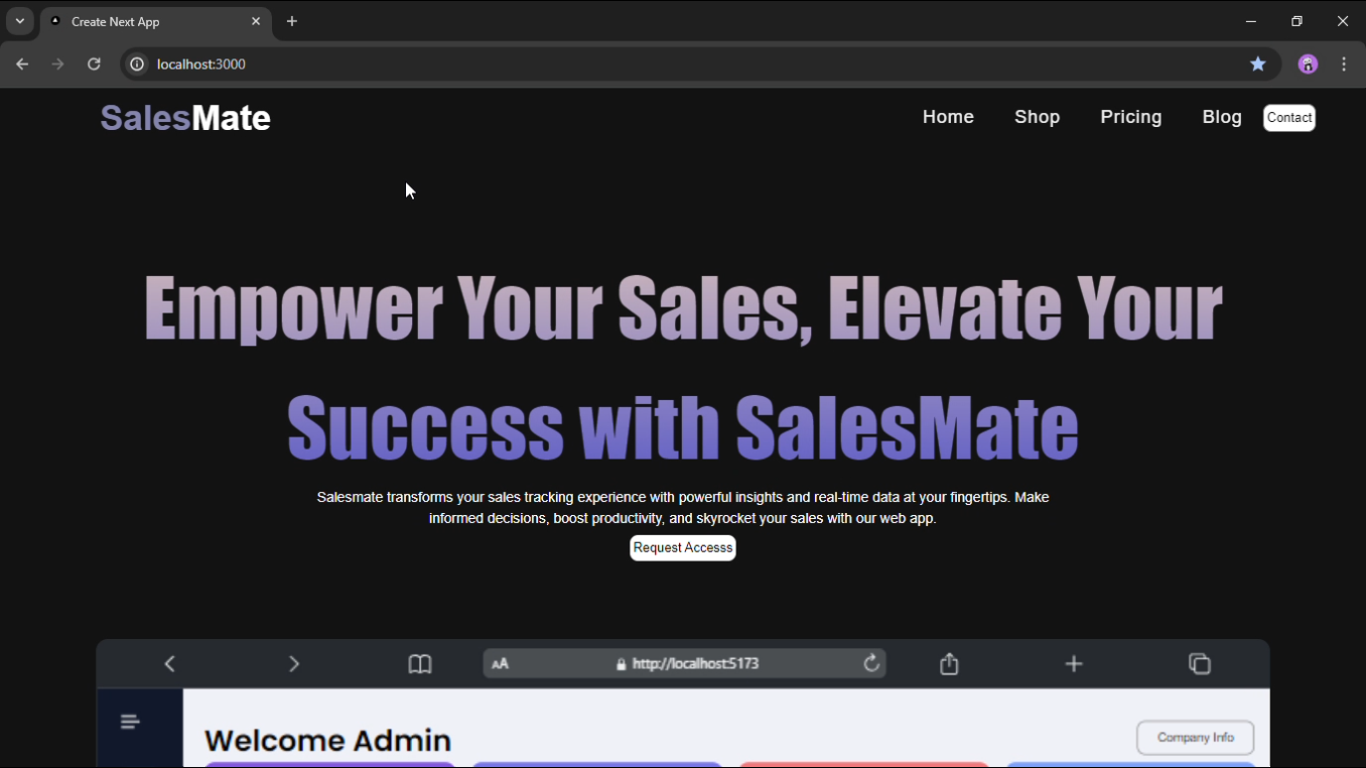 Create Next App
localhost:3000
SalesMate
Home Shop Pricing Blog Contact
Empower Your Sales, Elevate Your
Success with SalesMate
Salesmate transforms your sales tracking experience with powerful insights and real-time data at your fingertips. Make
informed decisions, boost productivity, and skyrocket your sales with our web app.
Request Accesss
AA http://localhost:5173
Welcome Admin
Company Info